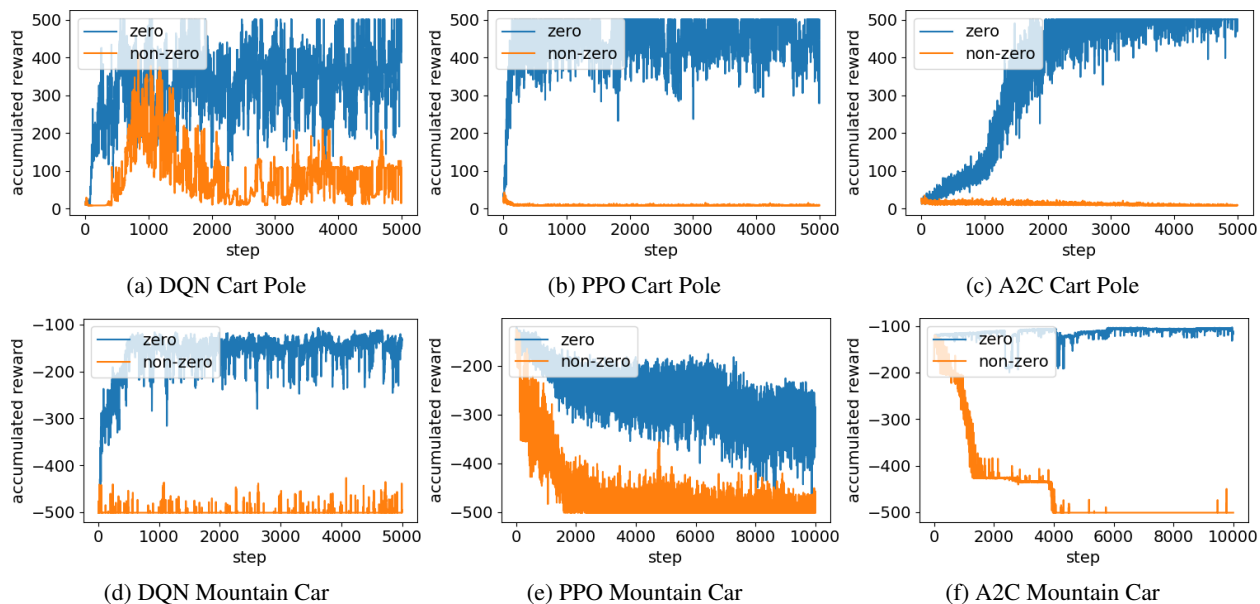 accumulated reward
500
400
300
200
100
0
zero
non-zero
0 1000 2000 3000 4000 5000
step
(a) DQN Cart Pole
accumulated reward
500
400
300
200
100
0
zero
non-zero
0 1000 2000 3000 4000 5000
step
(b) PPO Cart Pole
accumulated reward
500
400
300
200
100
0
zero
non-zero
0 1000 2000 3000 4000 5000
step
(c) A2C Cart Pole
accumulated reward
−100
−200
−300
−400
−500
zero
non-zero
0 1000 2000 3000 4000 5000
step
(d) DQN Mountain Car
accumulated reward
−200
−300
−400
−500
zero
non-zero
0 2000 4000 6000 8000 10000
step
(e) PPO Mountain Car
accumulated reward
−100
−200
−300
−400
−500
zero
non-zero
0 2000 4000 6000 8000 10000
step
(f) A2C Mountain Car